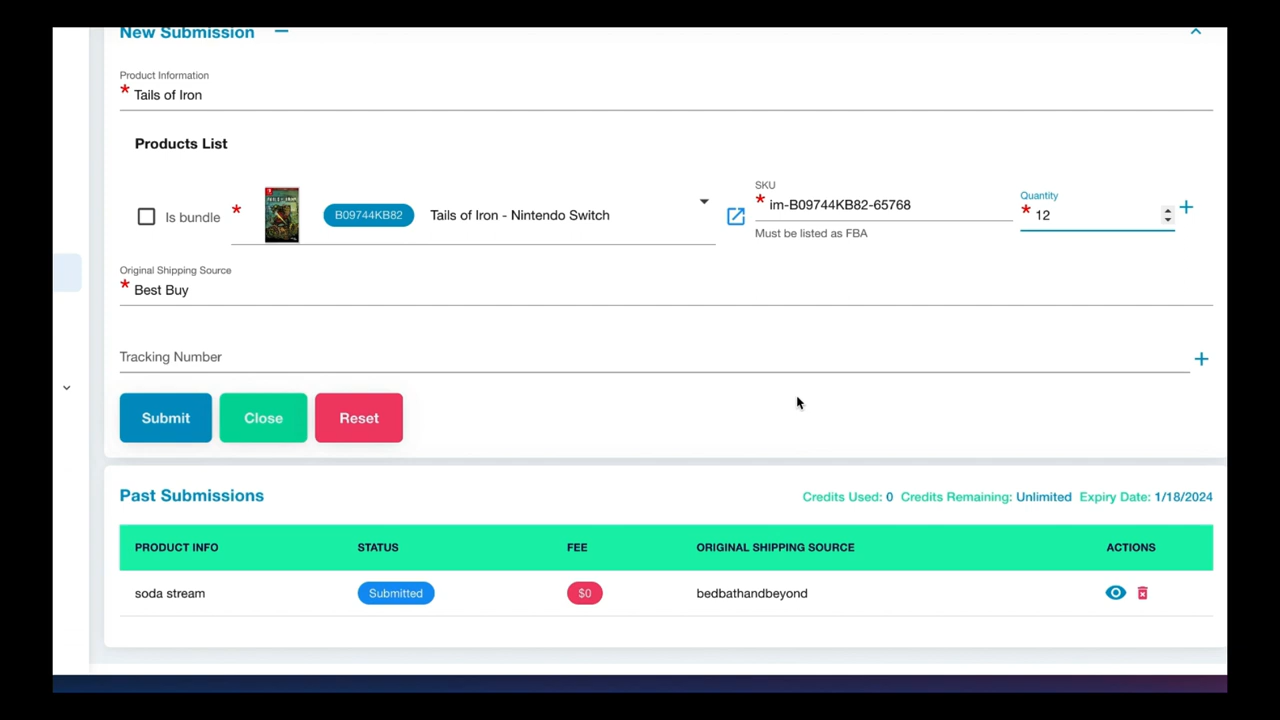 New Submission
Product Information
* Tails of Iron
Products List
Is bundle
*
B09744KB82
Tails of Iron - Nintendo Switch
SKU
* im-B09744KB82-65768
Must be listed as FBA
Quantity
* 12
Original Shipping Source
* Best Buy
Tracking Number
Submit
Close
Reset
Past Submissions
Credits Used: 0 Credits Remaining: Unlimited Expiry Date: 1/18/2024
PRODUCT INFO STATUS FEE ORIGINAL SHIPPING SOURCE ACTIONS
soda stream Submitted $0 bedbathandbeyond